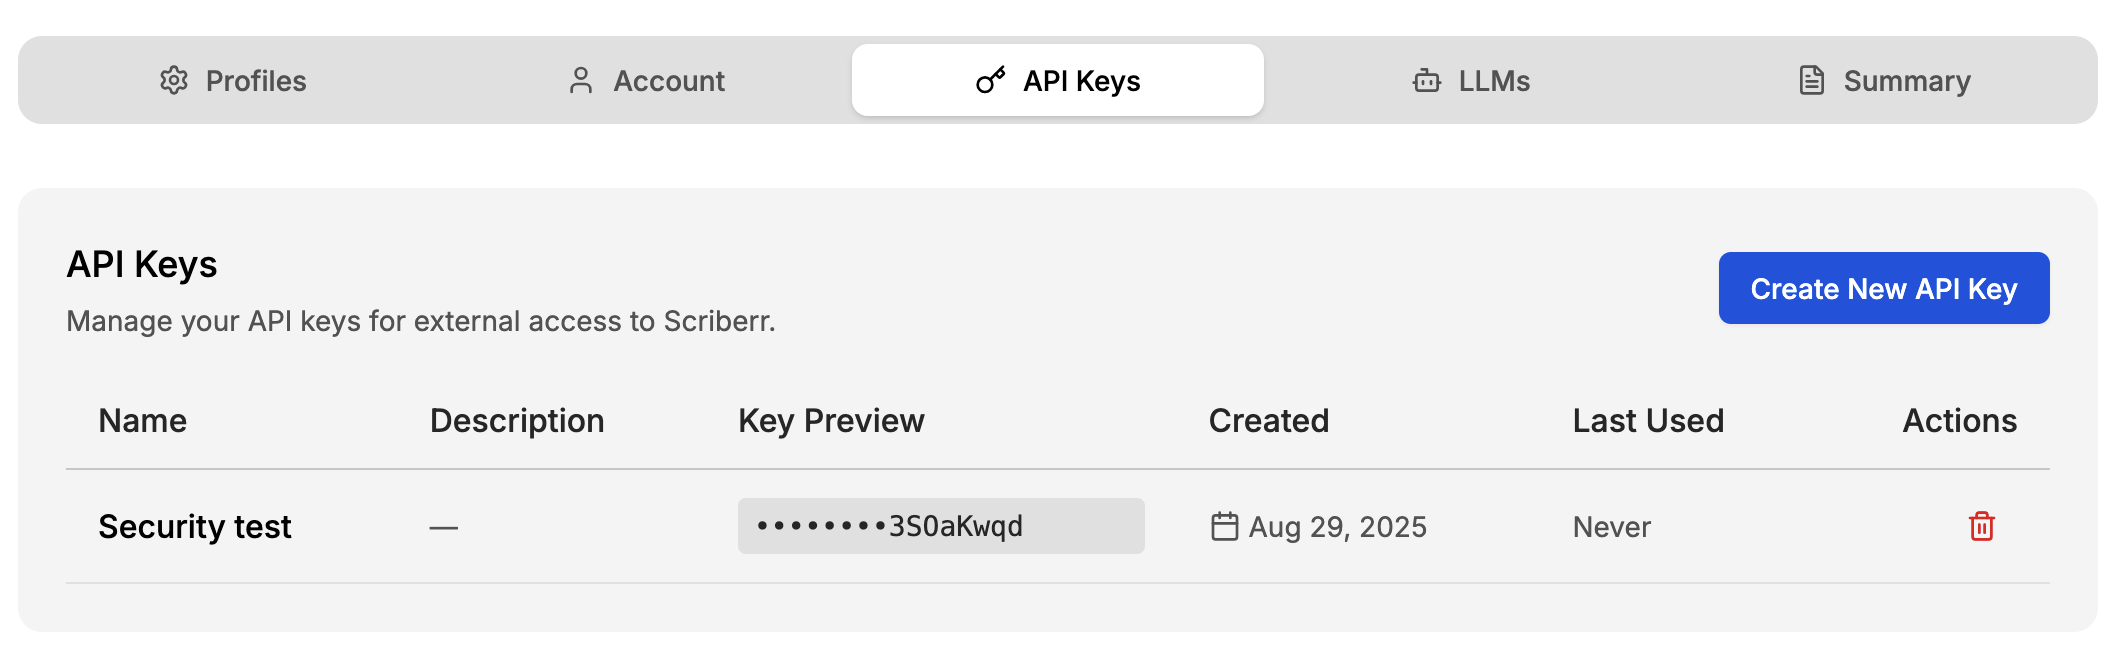 Profiles Account API Keys LLMs Summary
API Keys
Create New API Key
Manage your API keys for external access to Scriberr.
Name Description Key Preview Created Last Used Actions
Security test — ••••••••3SOaKwqd Aug 29, 2025 Never